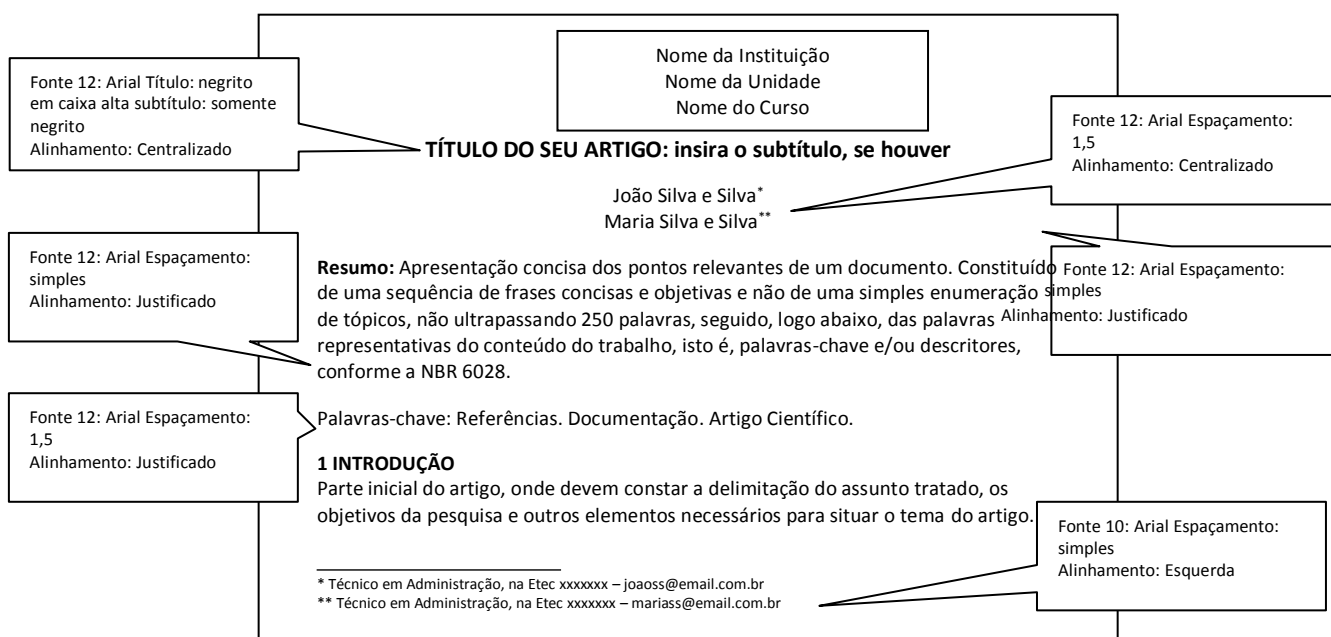 Nome da Instituição
Nome da Unidade
Nome do Curso
Fonte 12: Arial Título: negrito
em caixa alta subtítulo: somente
negrito
Alinhamento: Centralizado
TÍTULO DO SEU ARTIGO: insira o subtítulo, se houver
Fonte 12: Arial Espaçamento:
1,5
Alinhamento: Centralizado
João Silva e Silva*
Maria Silva e Silva**
Fonte 12: Arial Espaçamento:
simples
Alinhamento: Justificado
Resumo: Apresentação concisa dos pontos relevantes de um documento. Constituído
de uma sequência de frases concisas e objetivas e não de uma simples enumeração
de tópicos, não ultrapassando 250 palavras, seguido, logo abaixo, das palavras
representativas do conteúdo do trabalho, isto é, palavras-chave e/ou descritores,
conforme a NBR 6028.
Fonte 12: Arial Espaçamento:
simples
Alinhamento: Justificado
Fonte 12: Arial Espaçamento:
1,5
Alinhamento: Justificado
Palavras-chave: Referências. Documentação. Artigo Científico.
1 INTRODUÇÃO
Parte inicial do artigo, onde devem constar a delimitação do assunto tratado, os
objetivos da pesquisa e outros elementos necessários para situar o tema do artigo.
Fonte 10: Arial Espaçamento:
simples
Alinhamento: Esquerda
* Técnico em Administração, na Etec xxxxxxx – joaoss@email.com.br
** Técnico em Administração, na Etec xxxxxxx – mariass@email.com.br